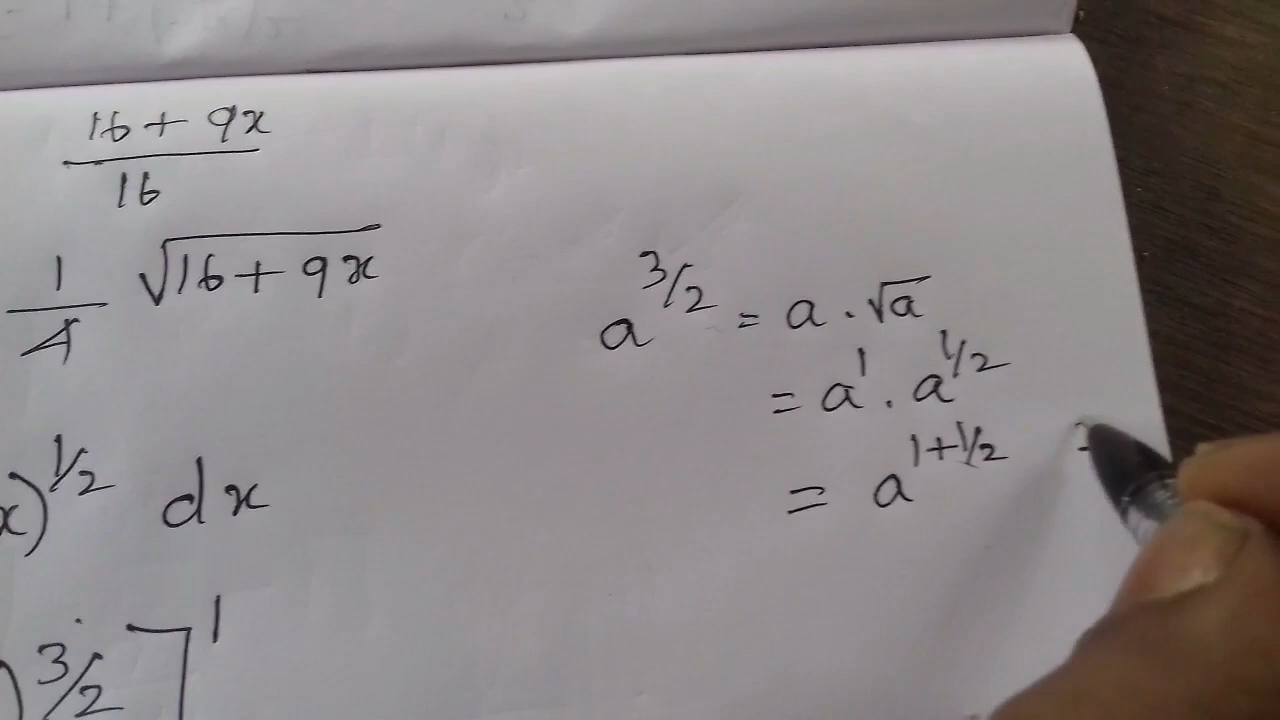 16 + 9x
16
1/4 √16 + 9x
x)^1/2 dx
) 3/2 ] 1
a^3/2 = a . √a
= a^1 . a^1/2
= a^1+1/2